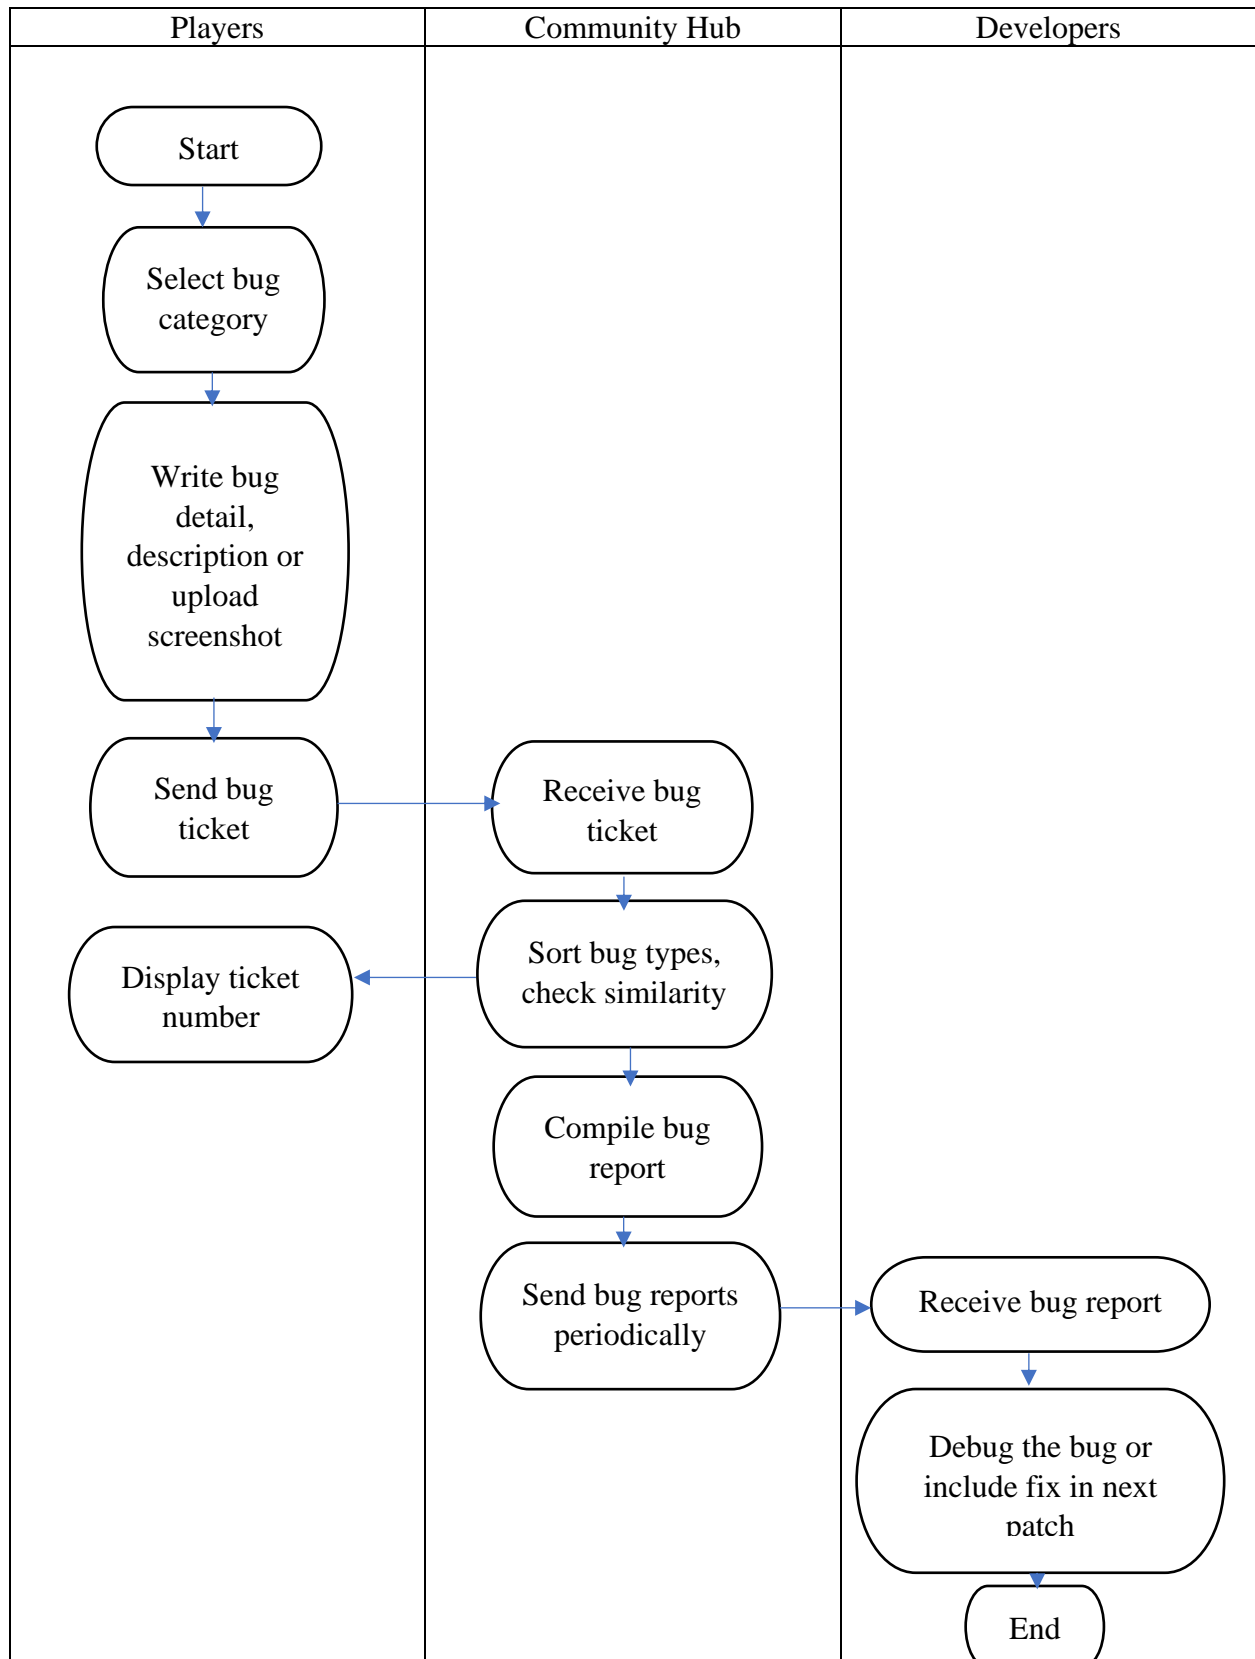 Players
Community Hub
Developers
Start
Select bug
category
Write bug
detail,
description or
upload
screenshot
Send bug
ticket
Receive bug
ticket
Sort bug types,
check similarity
Display ticket
number
Compile bug
report
Send bug reports
periodically
Receive bug report
Debug the bug or
include fix in next
patch
End